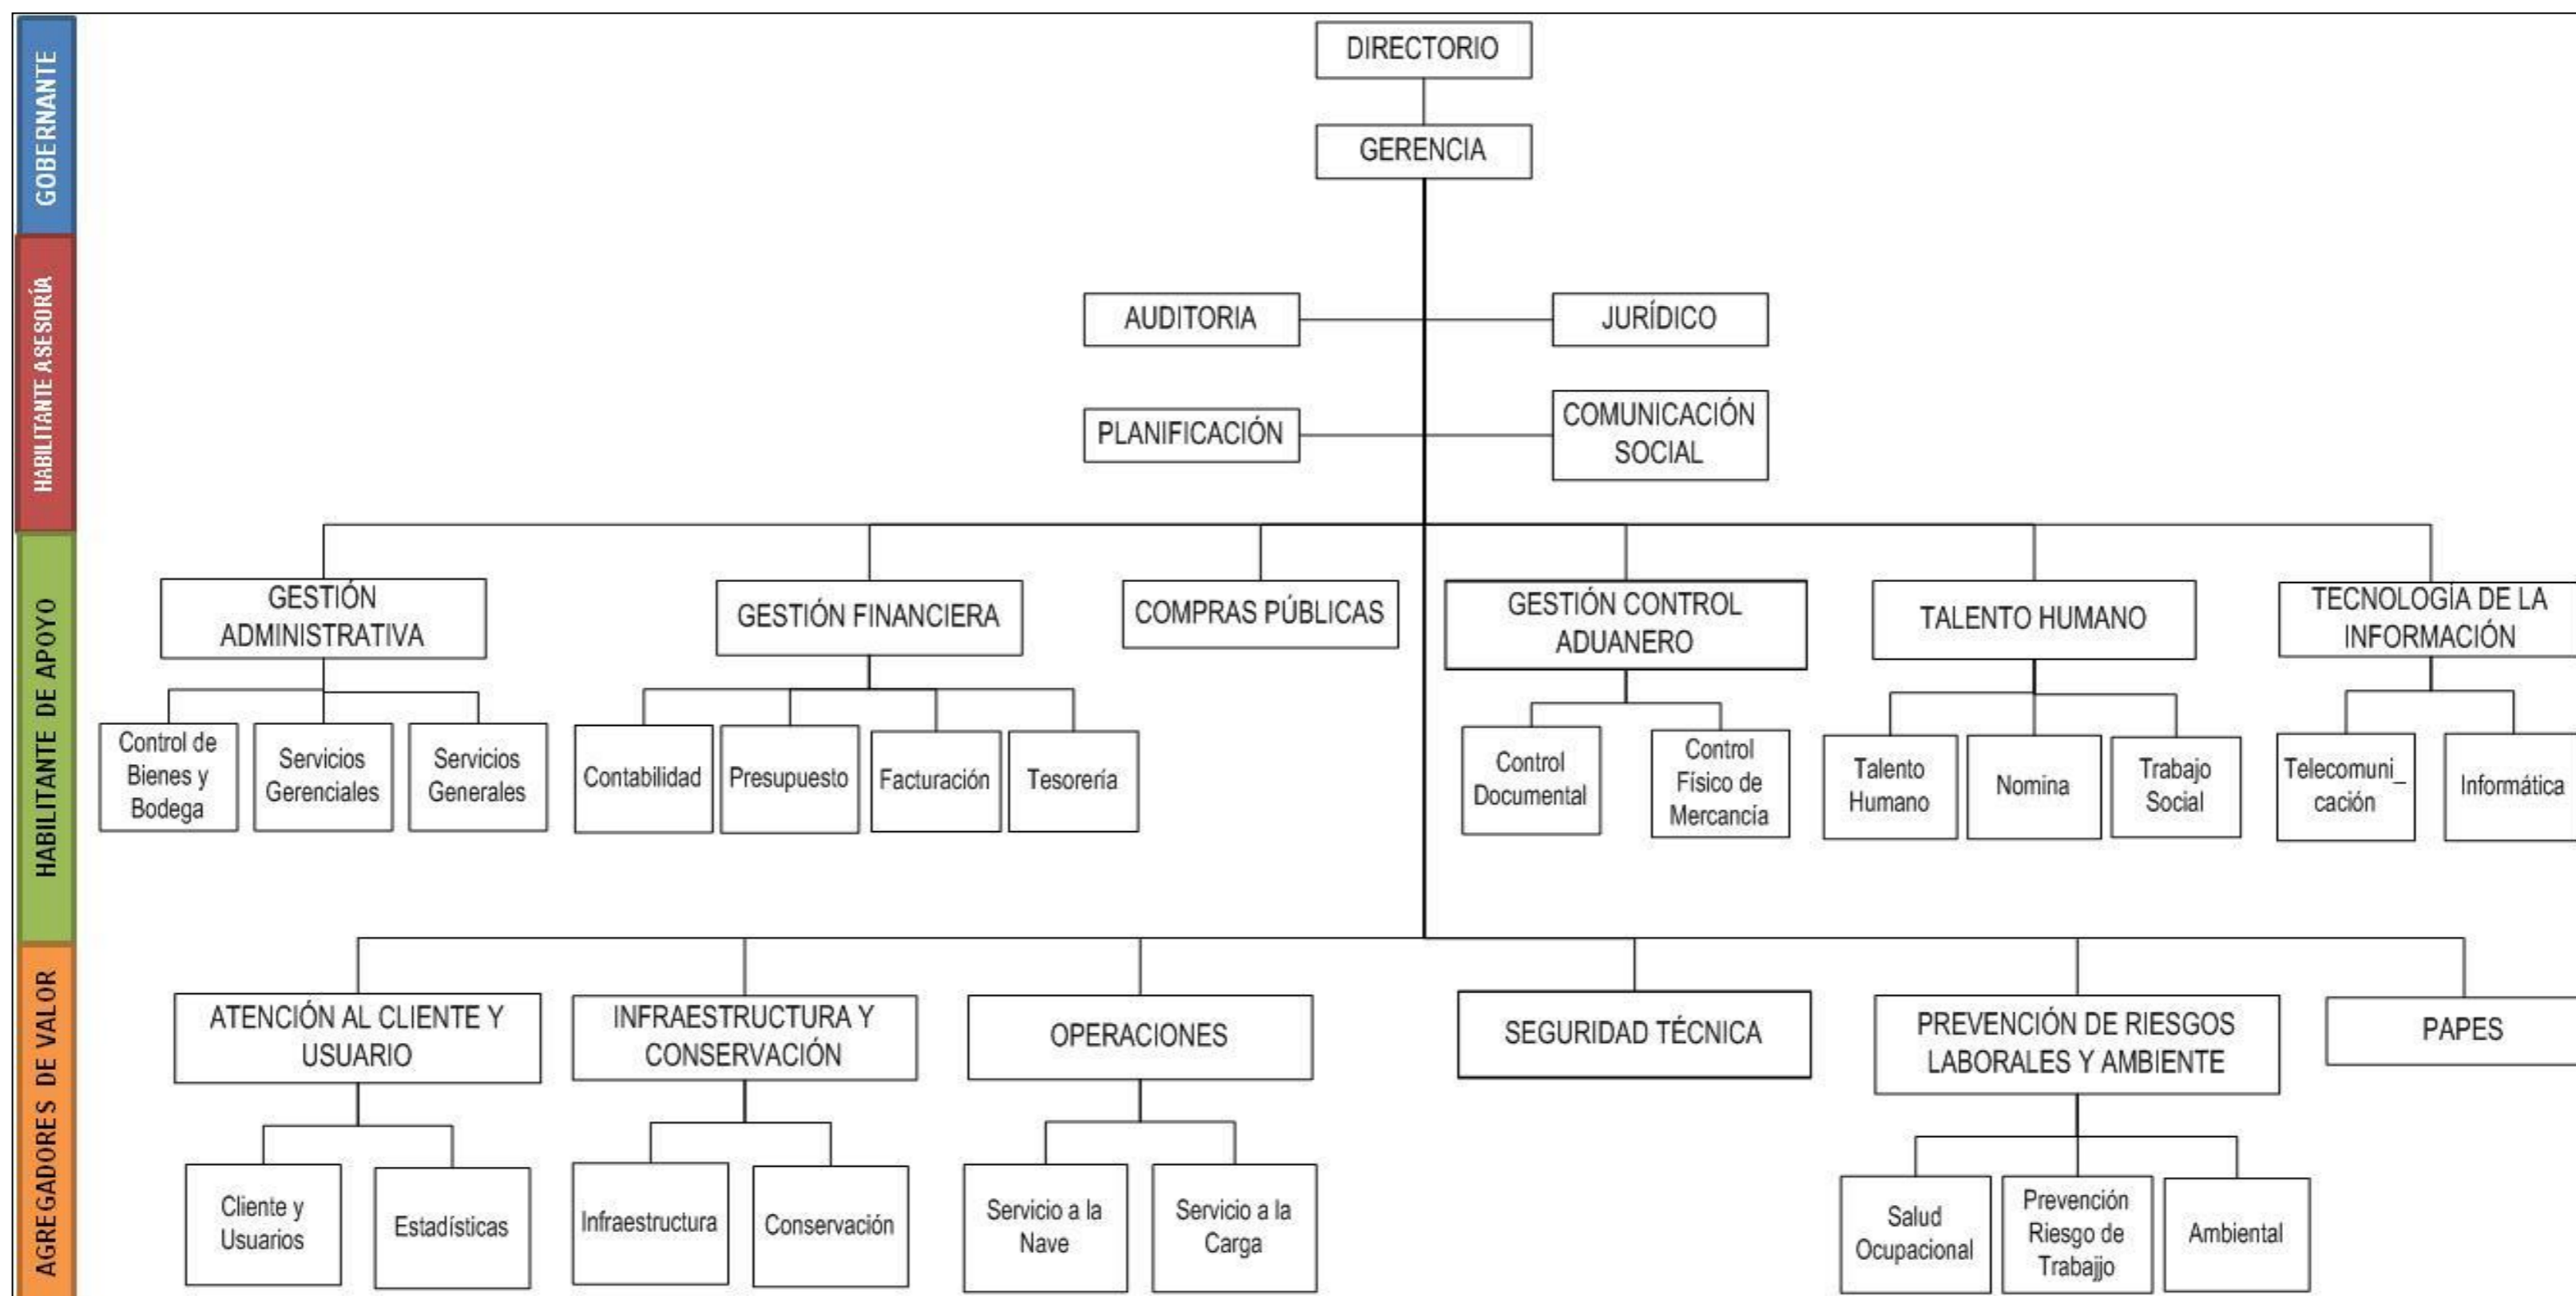 GOBERNANTE
DIRECTORIO
GERENCIA
HABILITANTE ASESORÍA
AUDITORIA
JURÍDICO
PLANIFICACIÓN
COMUNICACIÓN
SOCIAL
HABILITANTE DE APOYO
GESTIÓN
ADMINISTRATIVA
GESTIÓN FINANCIERA
COMPRAS PÚBLICAS
GESTIÓN CONTROL
ADUANERO
TALENTO HUMANO
TECNOLOGÍA DE LA
INFORMACIÓN
Control de
Bienes y
Bodega
Servicios
Gerenciales
Servicios
Generales
Contabilidad
Presupuesto
Facturación
Tesorería
Control
Documental
Control
Físico de
Mercancía
Talento
Humano
Nomina
Trabajo
Social
Telecomuni_
cación
Informática
AGREGADORES DE VALOR
ATENCIÓN AL CLIENTE Y
USUARIO
INFRAESTRUCTURA Y
CONSERVACIÓN
OPERACIONES
SEGURIDAD TÉCNICA
PREVENCIÓN DE RIESGOS
LABORALES Y AMBIENTE
PAPES
Cliente y
Usuarios
Estadísticas
Infraestructura
Conservación
Servicio a la
Nave
Servicio a la
Carga
Salud
Ocupacional
Prevención
Riesgo de
Trabajjo
Ambiental